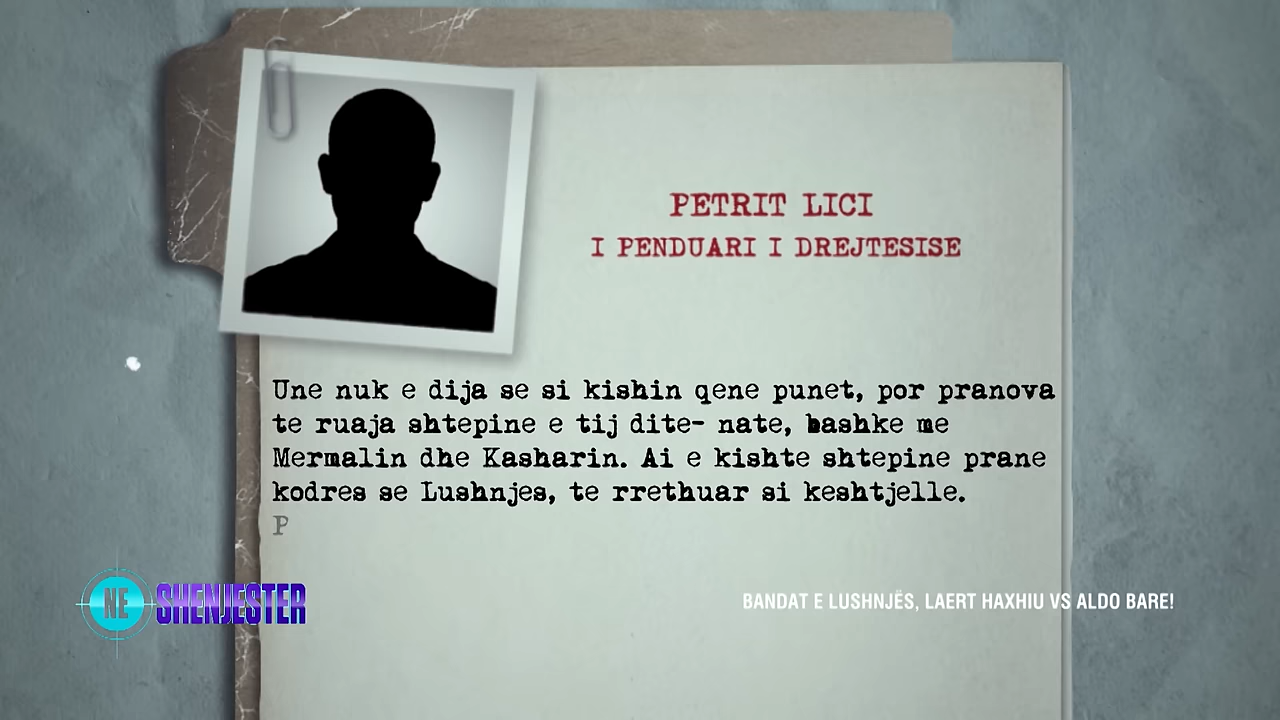 PETRIT LICI
I PENDUARI I DREJTESISE
Une nuk e dija se si kishin qene punet, por pranova
te ruaja shtepine e tij dite- nate, bashke me
Mermalin dhe Kasharin. Ai e kishte shtepine prane
kodres se Lushnjes, te rrethuar si keshtjelle.
P
NE SHENJESTER
BANDAT E LUSHNJËS, LAERT HAXHIU VS ALDO BARE!